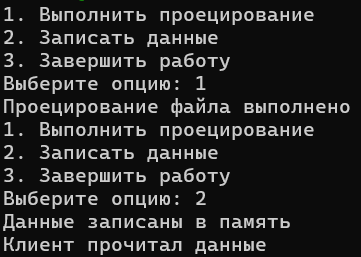 1. Выполнить проецирование
2. Записать данные
3. Завершить работу
Выберите опцию: 1
Проецирование файла выполнено
1. Выполнить проецирование
2. Записать данные
3. Завершить работу
Выберите опцию: 2
Данные записаны в память
Клиент прочитал данные